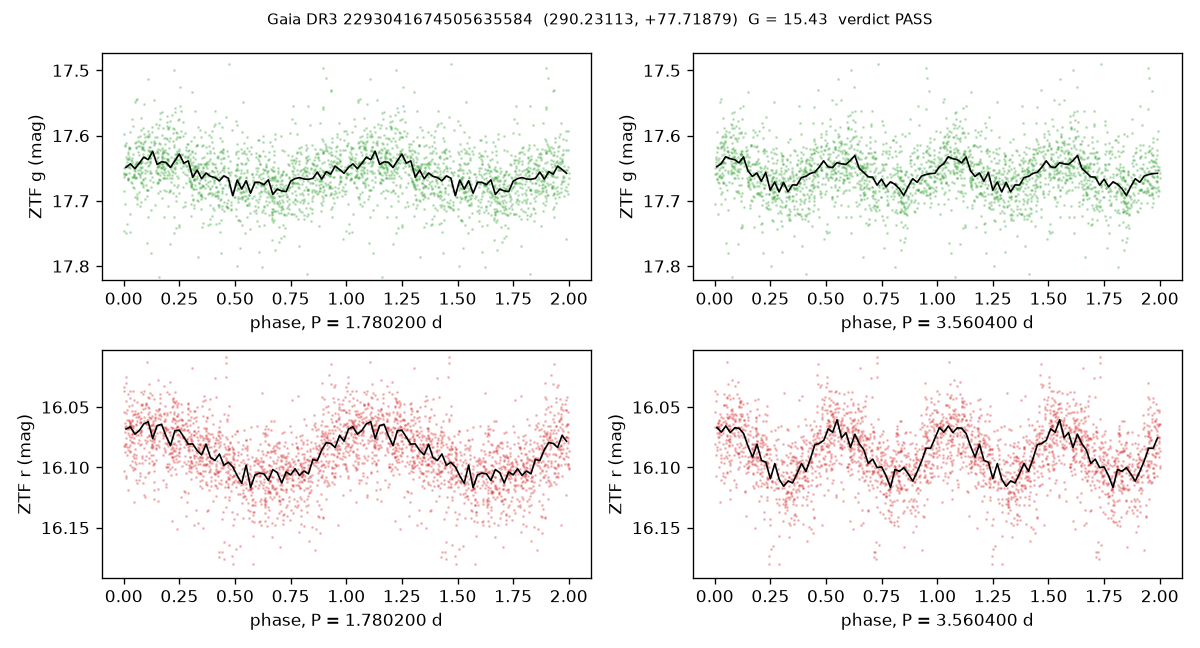 Gaia DR3 2293041674505635584 (290.23113, +77.71879) G = 15.43 verdict PASS
ZTF g (mag)
17.5
17.6
17.7
17.8
0.00 0.25 0.50 0.75 1.00 1.25 1.50 1.75 2.00
phase, P = 1.780200 d
ZTF g (mag)
17.5
17.6
17.7
17.8
0.00 0.25 0.50 0.75 1.00 1.25 1.50 1.75 2.00
phase, P = 3.560400 d
ZTF r (mag)
16.05
16.10
16.15
0.00 0.25 0.50 0.75 1.00 1.25 1.50 1.75 2.00
phase, P = 1.780200 d
ZTF r (mag)
16.05
16.10
16.15
0.00 0.25 0.50 0.75 1.00 1.25 1.50 1.75 2.00
phase, P = 3.560400 d